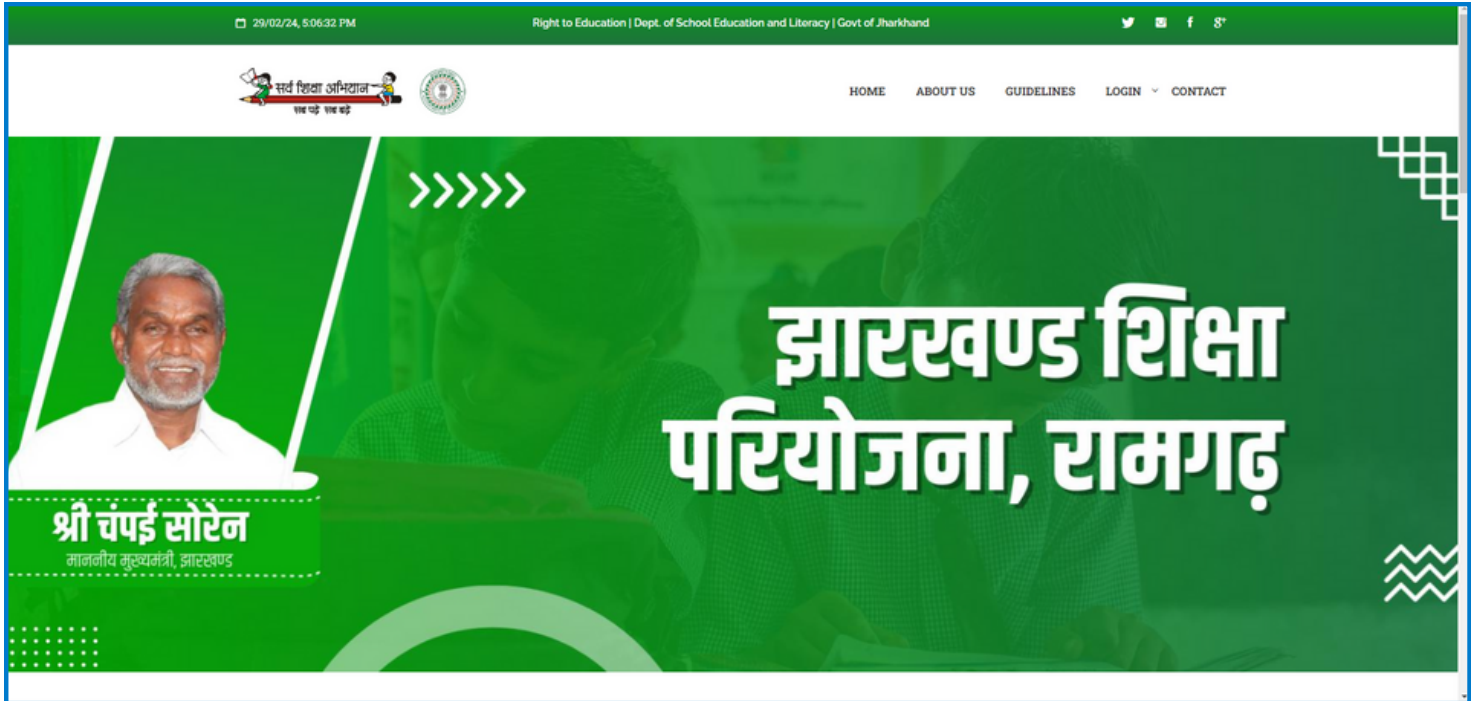 29/02/24, 5:06:32 PM
Right to Education | Dept. of School Education and Literacy | Govt of Jharkhand
सर्व शिक्षा अभियान
सब पढ़ें सब बढ़ें
HOME ABOUT US GUIDELINES LOGIN CONTACT
झारखण्ड शिक्षा
परियोजना, रामगढ़
श्री चंपई सोरेन
माननीय मुख्यमंत्री, झारखण्ड